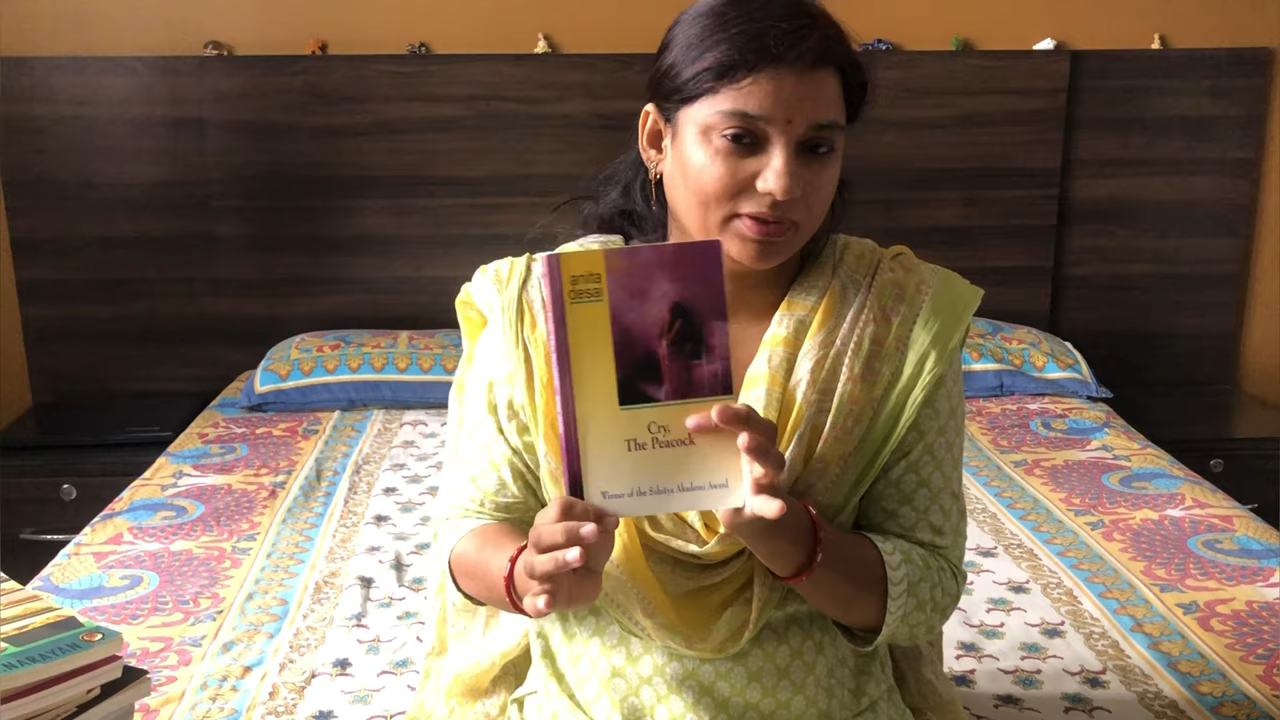 anita
desai
Cry,
The Peacock
Winner of the Sahitya Akademi Award
NARAYAN